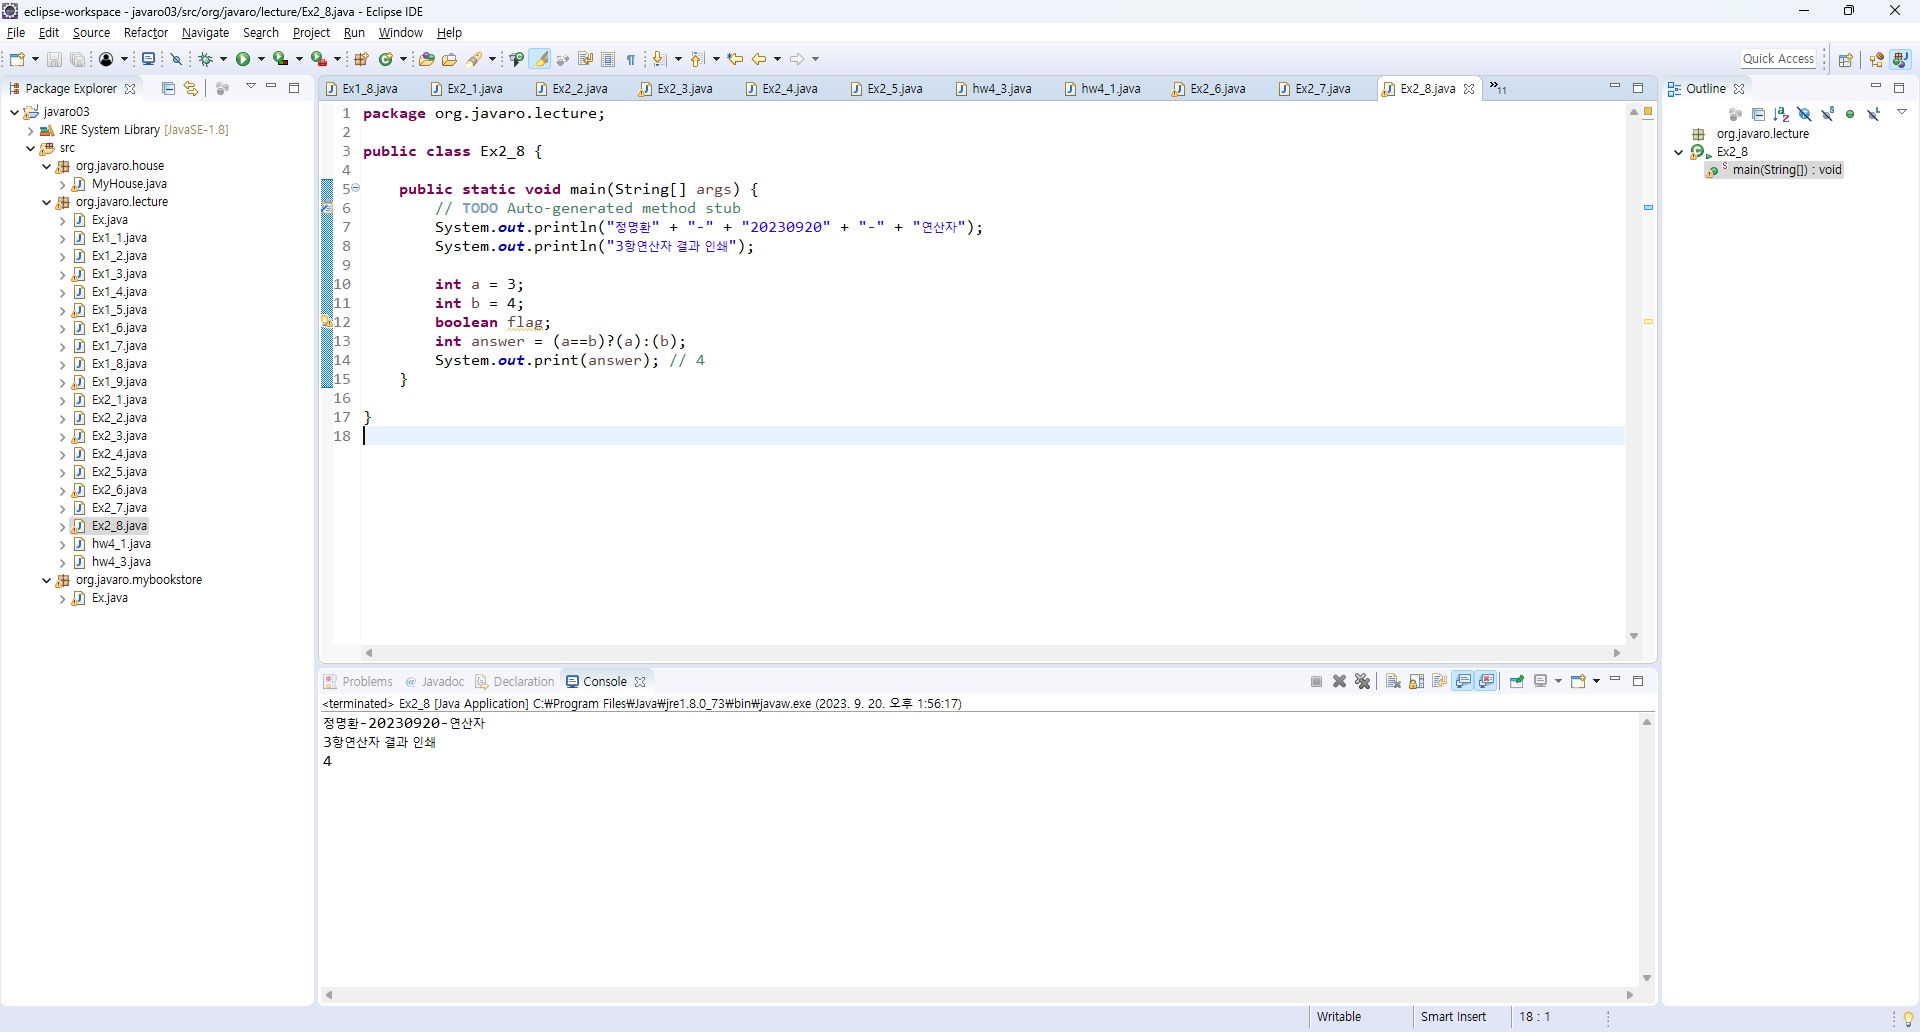 eclipse-workspace - javaro03/src/org/javaro/lecture/Ex2_8.java - Eclipse IDE
File Edit Source Refactor Navigate Search Project Run Window Help
Quick Access
Package Explorer
javaro03
JRE System Library [JavaSE-1.8]
src
org.javaro.house
MyHouse.java
org.javaro.lecture
Ex.java
Ex1_1.java
Ex1_2.java
Ex1_3.java
Ex1_4.java
Ex1_5.java
Ex1_6.java
Ex1_7.java
Ex1_8.java
Ex1_9.java
Ex2_1.java
Ex2_2.java
Ex2_3.java
Ex2_4.java
Ex2_5.java
Ex2_6.java
Ex2_7.java
Ex2_8.java
hw4_1.java
hw4_3.java
org.javaro.mybookstore
Ex.java
Ex1_8.java Ex2_1.java Ex2_2.java Ex2_3.java Ex2_4.java Ex2_5.java hw4_3.java hw4_1.java Ex2_6.java Ex2_7.java Ex2_8.java »11
1 package org.javaro.lecture;
2
3 public class Ex2_8 {
4
5 public static void main(String[] args) {
6 // TODO Auto-generated method stub
7 System.out.println("정명환" + "-" + "20230920" + "-" + "연산자");
8 System.out.println("3항연산자 결과 인쇄");
9
10 int a = 3;
11 int b = 4;
12 boolean flag;
13 int answer = (a==b)?(a):(b);
14 System.out.print(answer); // 4
15 }
16
17 }
18
Problems Javadoc Declaration Console
<terminated> Ex2_8 [Java Application] C:₩Program Files₩Java₩jre1.8.0_73₩bin₩javaw.exe (2023. 9. 20. 오후 1:56:17)
정명환-20230920-연산자
3항연산자 결과 인쇄
4
Outline
org.javaro.lecture
Ex2_8
main(String[]) : void
Writable Smart Insert 18 : 1